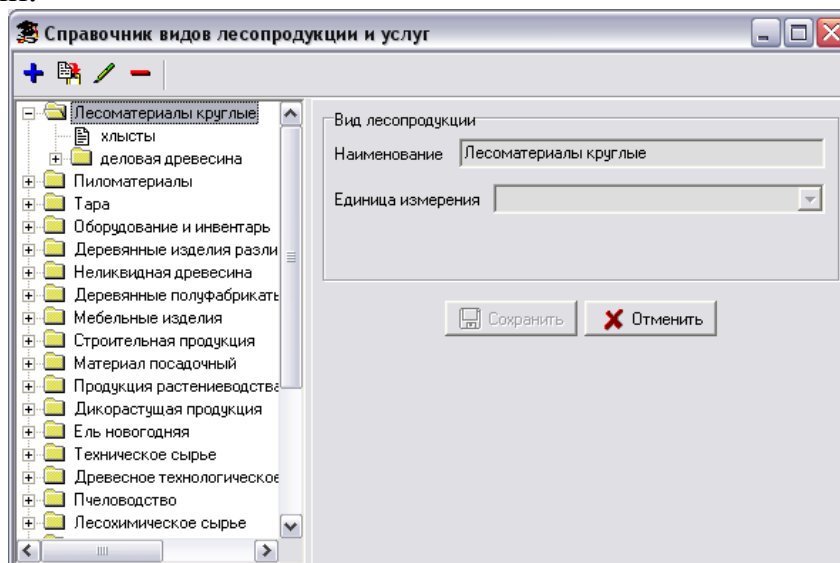 Справочник видов лесопродукции и услуг
Лесоматериалы круглые
хлысты
деловая древесина
Пиломатериалы
Тара
Оборудование и инвентарь
Деревянные изделия разли
Неликвидная древесина
Деревянные полуфабрикаты
Мебельные изделия
Строительная продукция
Материал посадочный
Продукция растениеводства
Дикорастущая продукция
Ель новогодняя
Техническое сырье
Древесное технологическое
Пчеловодство
Лесохимическое сырье
Вид лесопродукции
Наименование Лесоматериалы круглые
Единица измерения
Сохранить Отменить